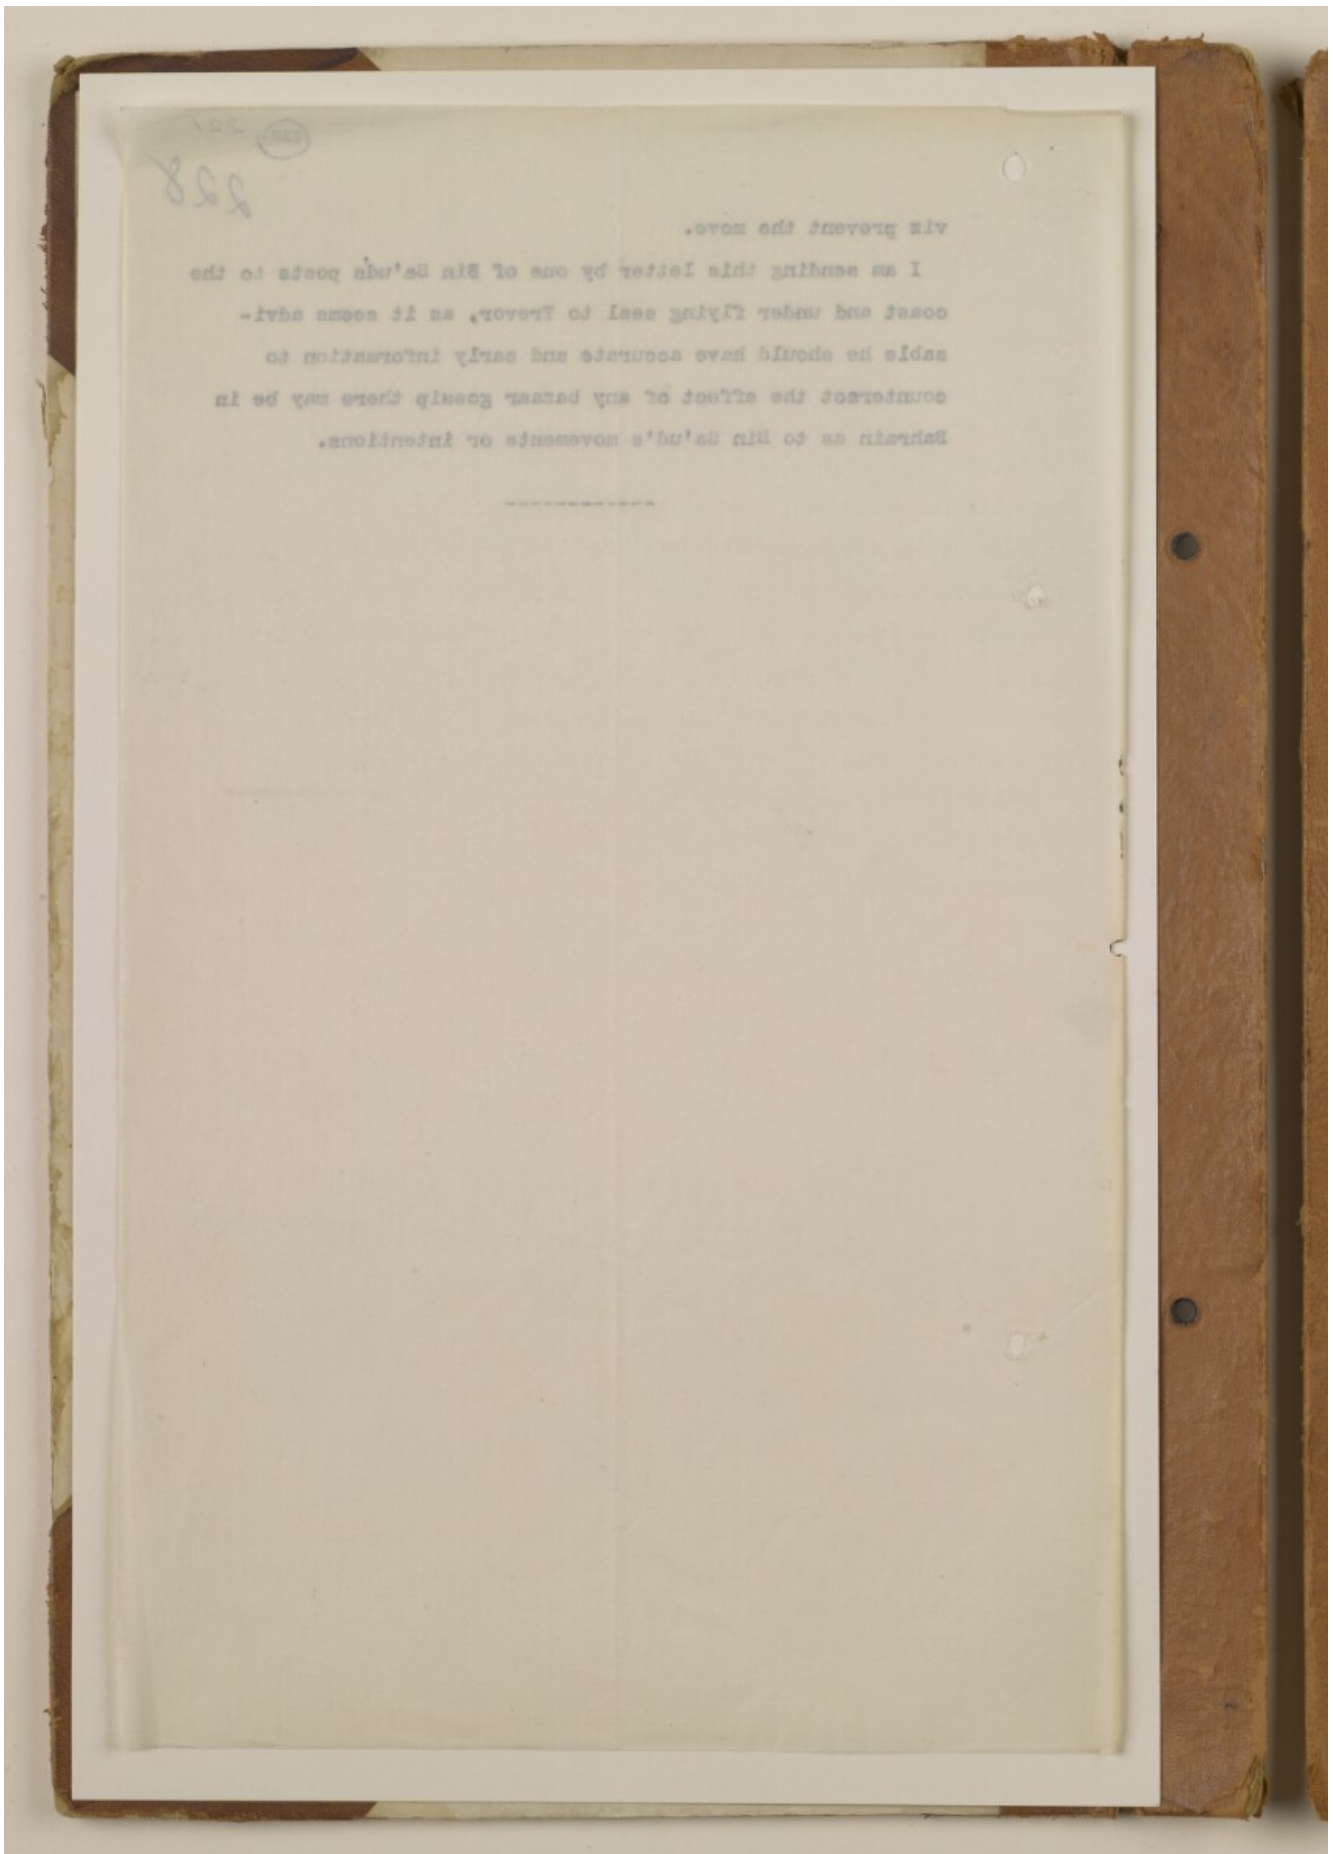 221
222
228
viz prevent the move.
I am sending this letter by one of Bin Sa'ud's posts to the
coast and under flying seal to Trevor, as it seems advi-
sable he should have accurate and early information to
counteract the effect of any bazaar gossip there may be in
Bahrain as to Bin Sa'ud's movements or intentions.
------------